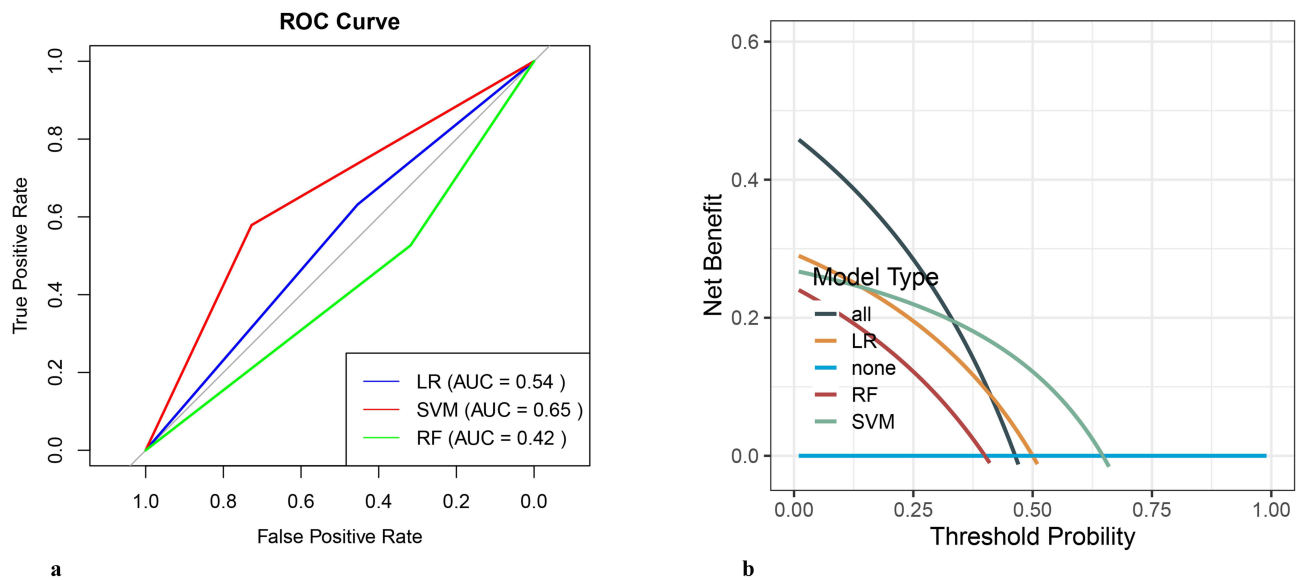 ROC Curve
True Positive Rate
1.0
0.8
0.6
0.4
0.2
0.0
LR (AUC = 0.54 )
SVM (AUC = 0.65 )
RF (AUC = 0.42 )
1.0 0.8 0.6 0.4 0.2 0.0
False Positive Rate
a
Net Benefit
0.6
0.4
0.2
0.0
Model Type
all
LR
none
RF
SVM
0.00 0.25 0.50 0.75 1.00
Threshold Probility
b